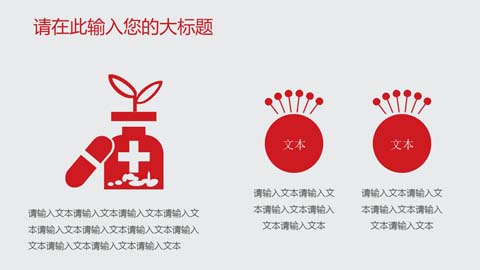 请在此输入您的大标题
文本
文本
请输入文本请输入文
本请输入文本请输入
文本请输入文本
请输入文本请输入文
本请输入文本请输入
文本请输入文本
请输入文本请输入文本请输入文本请输入文
本请输入文本请输入文本请输入文本请输入
文本请输入文本请输入文本请输入文本